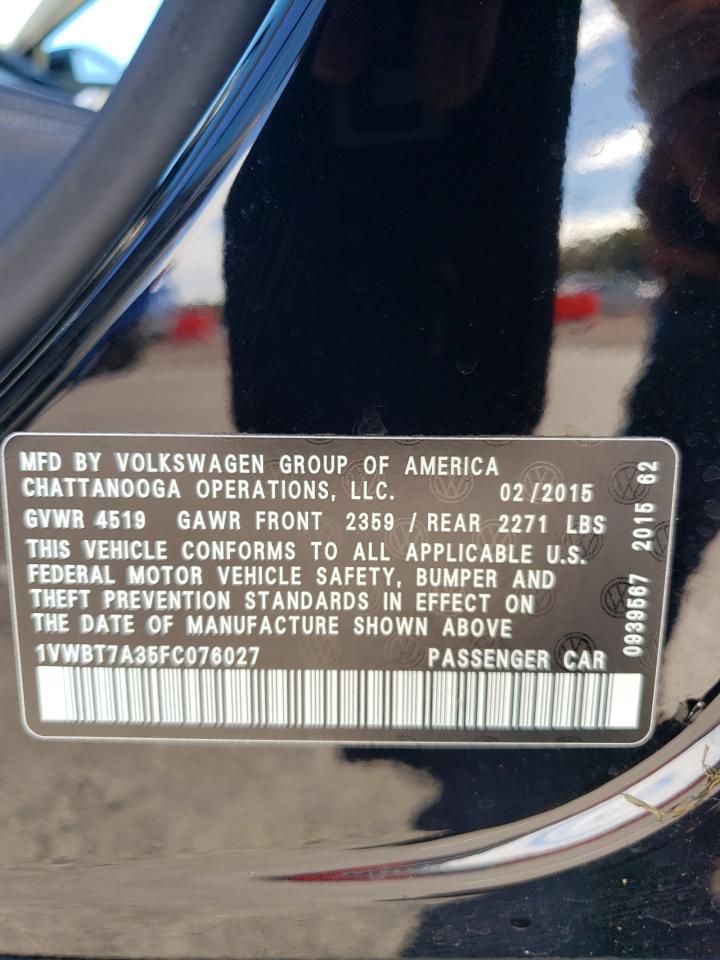 MFD BY VOLKSWAGEN GROUP OF AMERICA
CHATTANOOGA OPERATIONS, LLC. 02/2015
GVWR 4519 GAWR FRONT 2359 / REAR 2271 LBS
THIS VEHICLE CONFORMS TO ALL APPLICABLE U.S.
FEDERAL MOTOR VEHICLE SAFETY, BUMPER AND
THEFT PREVENTION STANDARDS IN EFFECT ON
THE DATE OF MANUFACTURE SHOWN ABOVE
1VWBT7A35FC076027 PASSENGER CAR
0939567 2015 62